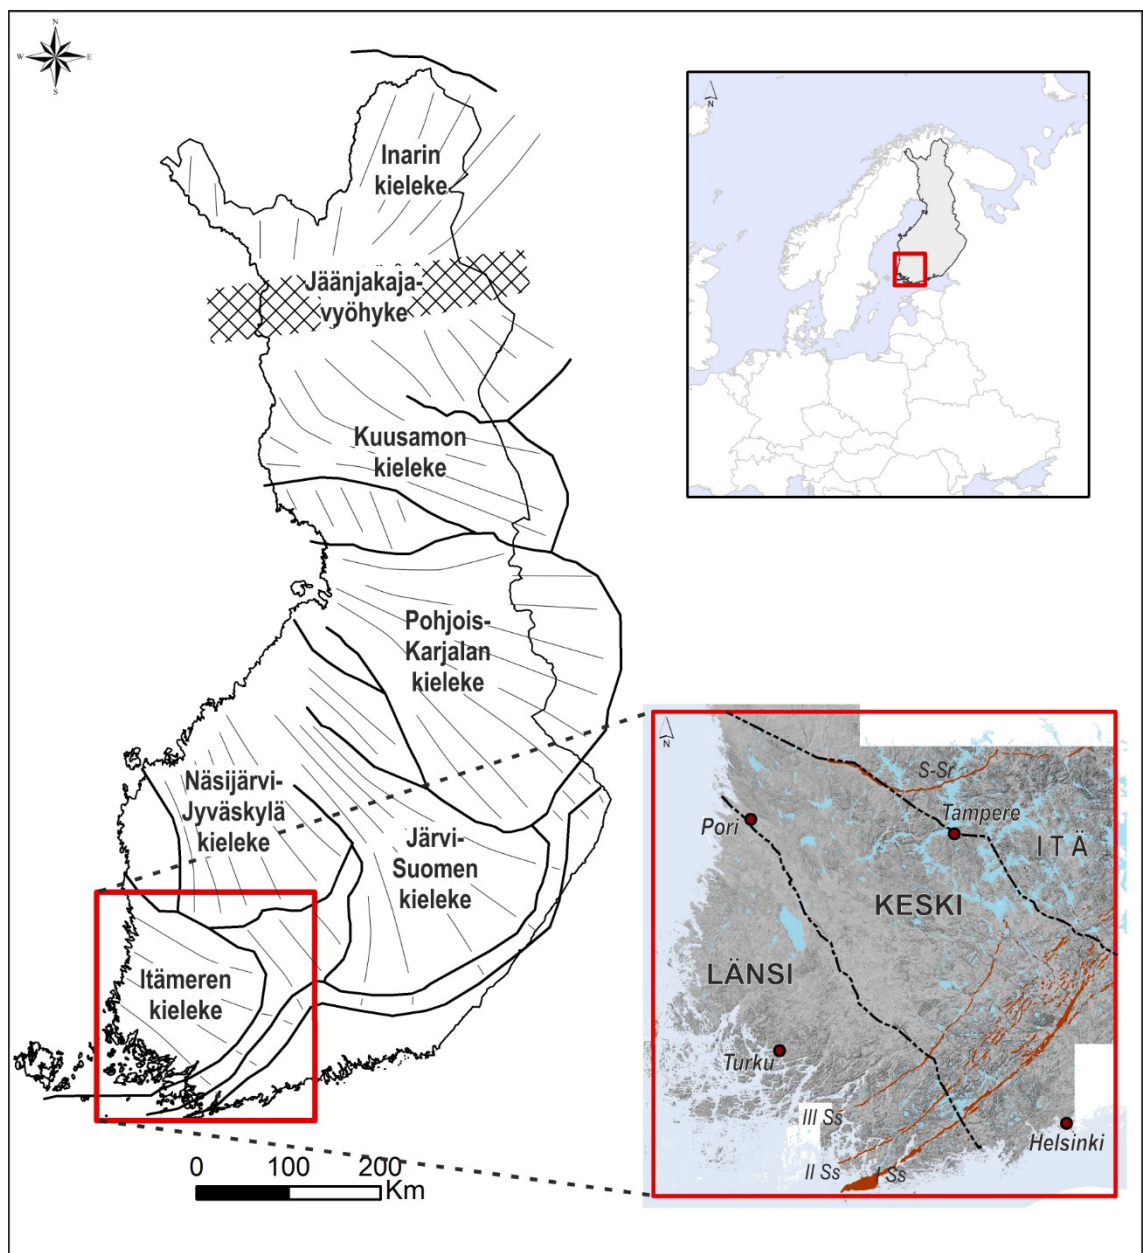 N
W
E
S
N
Inarin
kieleke
Jäänjakaja-
vyöhyke
Kuusamon
kieleke
Pohjois-
Karjalan
kieleke
Näsijärvi-
Jyväskylä
kieleke
Järvi-
Suomen
kieleke
Itämeren
kieleke
N
S-Sr
Pori
Tampere
ITÄ
KESKI
LÄNSI
Turku
III Ss
Helsinki
II Ss
I Ss
0 100 200
Km